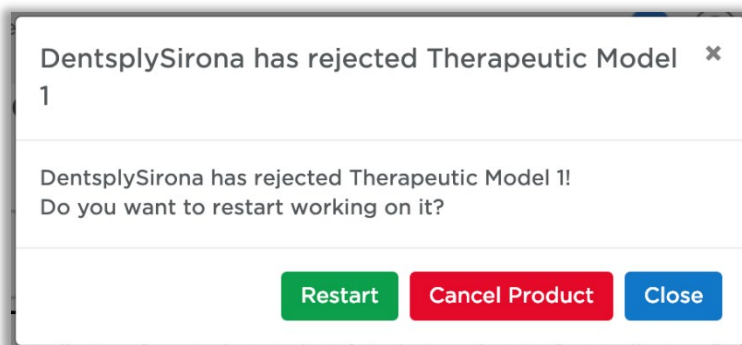 DentsplySirona has rejected Therapeutic Model
1
DentsplySirona has rejected Therapeutic Model 1!
Do you want to restart working on it?
Restart
Cancel Product
Close